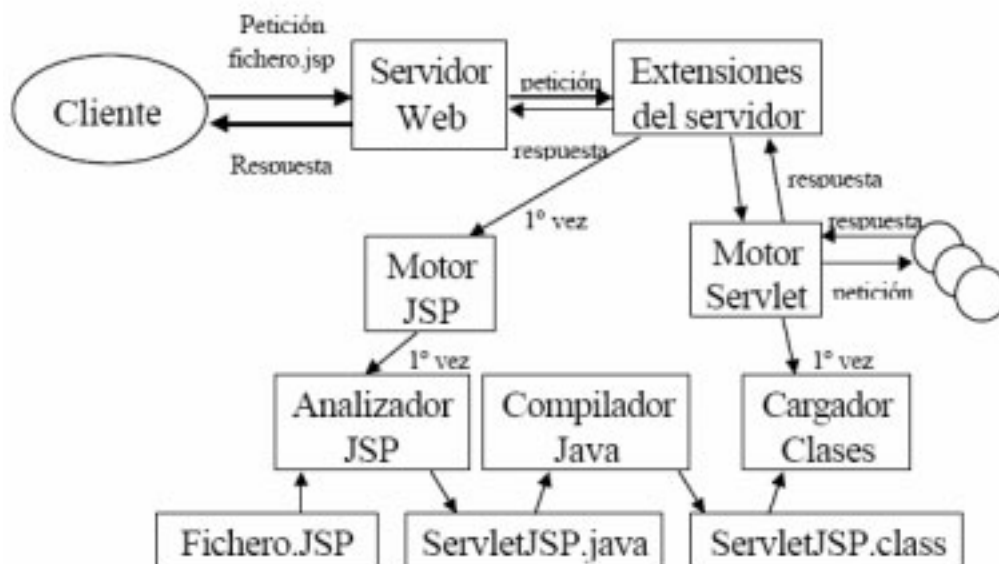 Petición
fichero.jsp
Cliente
Respuesta
Servidor
Web
petición
respuesta
Extensiones
del servidor
1º vez
respuesta
respuesta
petición
Motor
JSP
Motor
Servlet
1º vez
1º vez
Analizador
JSP
Compilador
Java
Cargador
Clases
Fichero.JSP
ServletJSP.java
ServletJSP.class